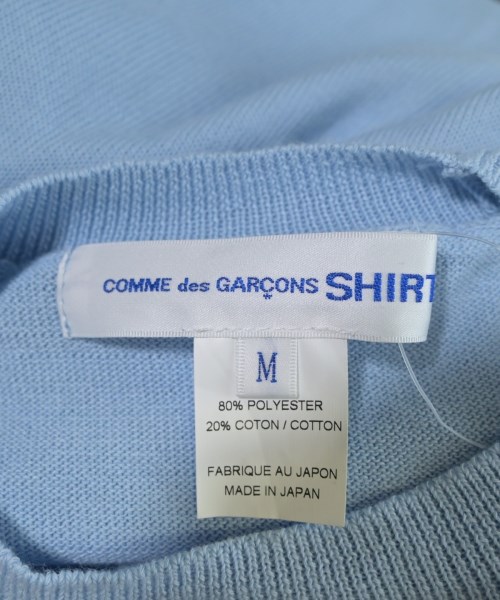 COMME des GARÇONS SHIRT
M
80% POLYESTER
20% COTON / COTTON
FABRIQUE AU JAPON
MADE IN JAPAN